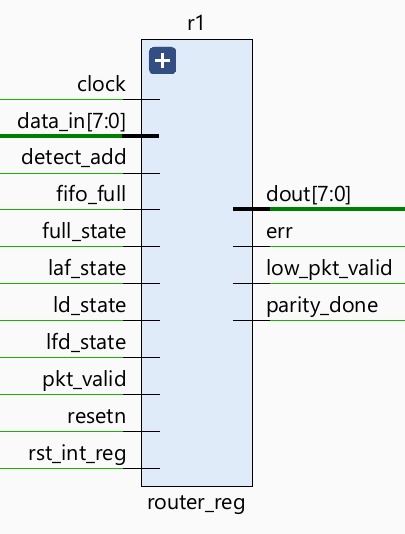 r1
clock
data_in[7:0]
detect_add
fifo_full
full_state
laf_state
ld_state
lfd_state
pkt_valid
resetn
rst_int_reg
dout[7:0]
err
low_pkt_valid
parity_done
router_reg